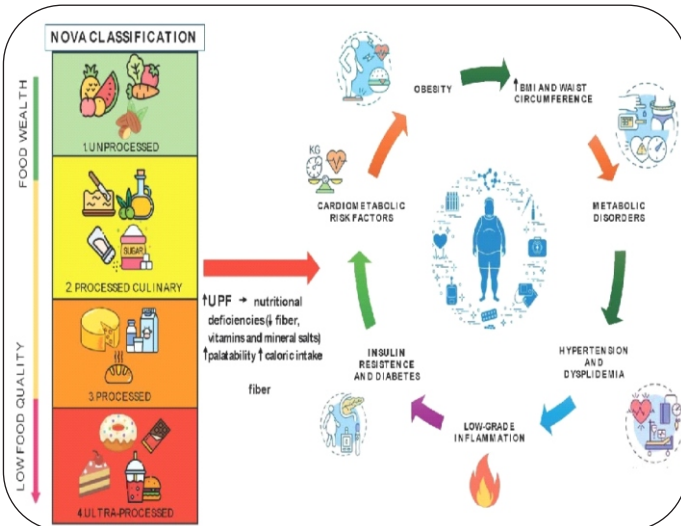 NOVA CLASSIFICATION
FOOD WEALTH
LOW FOOD QUALITY
1.UNPROCESSED
SUGAR
2 PROCESSED CULINARY
3.PROCESSED
4.ULTRA-PROCESSED
↑UPF → nutritional
deficiencies(↓ fiber,
vitamins and mineral salts)
↑palatability ↑ caloric intake
fiber
OBESITY
↑BMI AND WAIST
CIRCUMFERENCE
METABOLIC
DISORDERS
HYPERTENSION
AND
DYSPLIDEMIA
LOW-GRADE
INFLAMMATION
INSULIN
RESISTENCE
AND DIABETES
CARDIOMETABOLIC
RISK FACTORS
KG